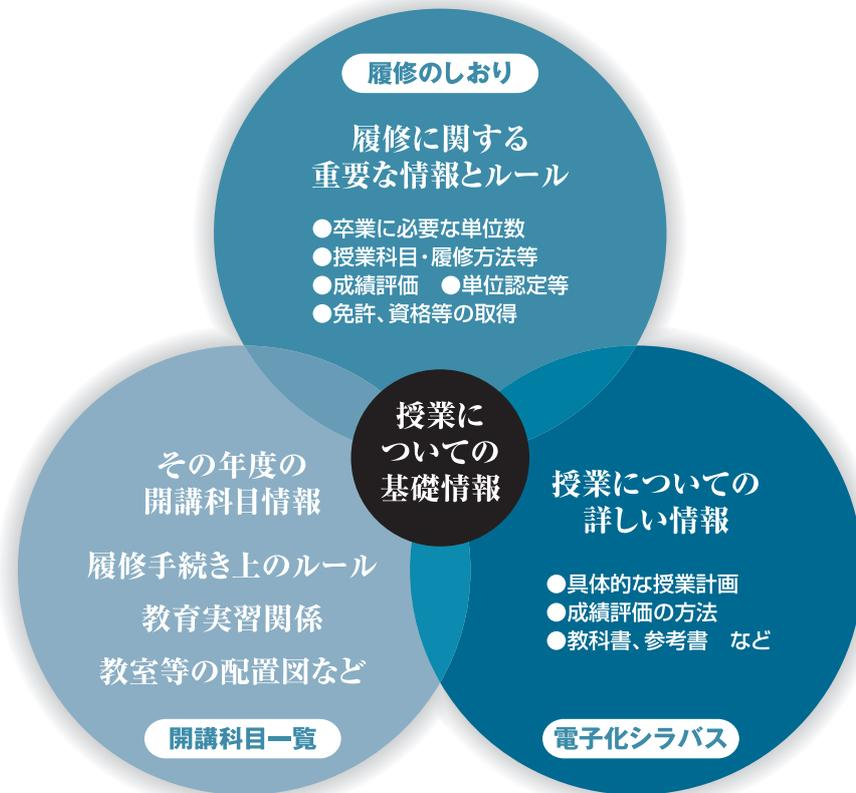 履修のしおり
履修に関する
重要な情報とルール
●卒業に必要な単位数
●授業科目・履修方法等
●成績評価　●単位認定等
●免許、資格等の取得
授業に
ついての
基礎情報
その年度の
開講科目情報
履修手続き上のルール
教育実習関係
教室等の配置図など
開講科目一覧
授業についての
詳しい情報
●具体的な授業計画
●成績評価の方法
●教科書、参考書　など
電子化シラバス